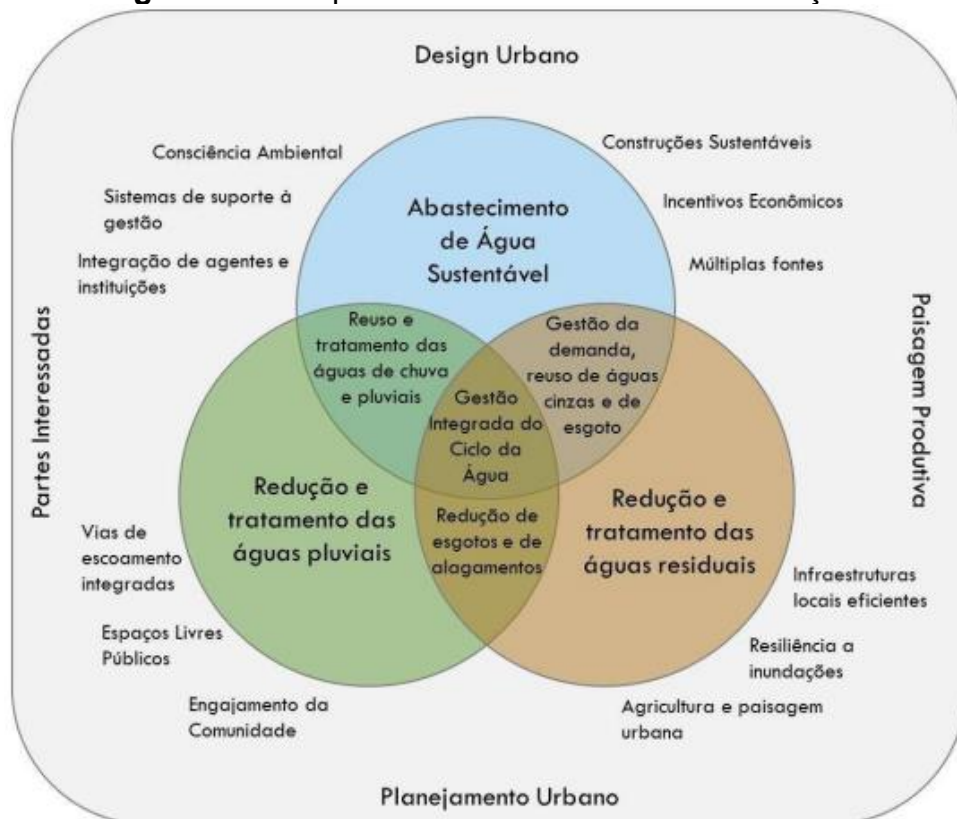 Design Urbano
Consciência Ambiental
Construções Sustentáveis
Sistemas de suporte à
gestão
Incentivos Econômicos
Abastecimento
de Água
Sustentável
Integração de agentes e
instituições
Múltiplas fontes
Partes Interessadas
Paisagem Produtiva
Reuso e
tratamento das
águas de chuva
e pluviais
Gestão da
demanda,
reuso de águas
cinzas e de
esgoto
Gestão
Integrada do
Ciclo da
Água
Redução e
tratamento das
águas pluviais
Redução de
esgotos e de
alagamentos
Redução e
tratamento das
águas residuais
Vias de
escoamento
integradas
Infraestruturas
locais eficientes
Espaços Livres
Públicos
Resiliência a
inundações
Engajamento da
Comunidade
Agricultura e paisagem
urbana
Planejamento Urbano